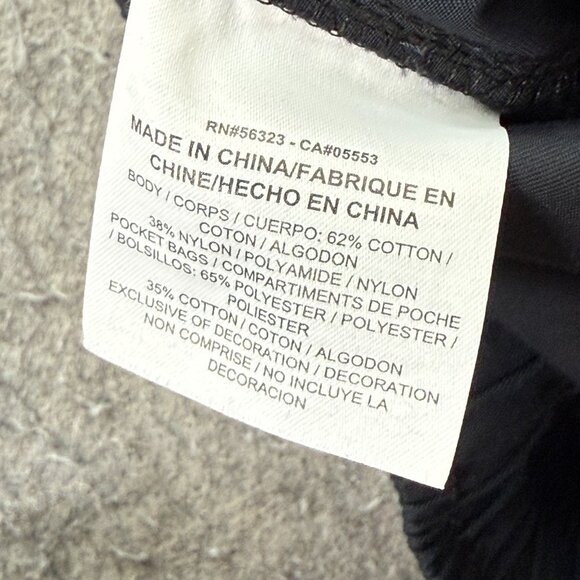 RN#56323 - CA#05553
MADE IN CHINA/FABRIQUE EN
CHINE/HECHO EN CHINA
BODY / CORPS / CUERPO: 62% COTTON /
COTON / ALGODON
38% NYLON / POLYAMIDE / NYLON
POCKET BAGS / COMPARTIMENTS DE POCHE
/ BOLSILLOS: 65% POLYESTER / POLYESTER /
POLIESTER
35% COTTON / COTON / ALGODON
EXCLUSIVE OF DECORATION / DECORATION
NON COMPRISE / NO INCLUYE LA
DECORACION